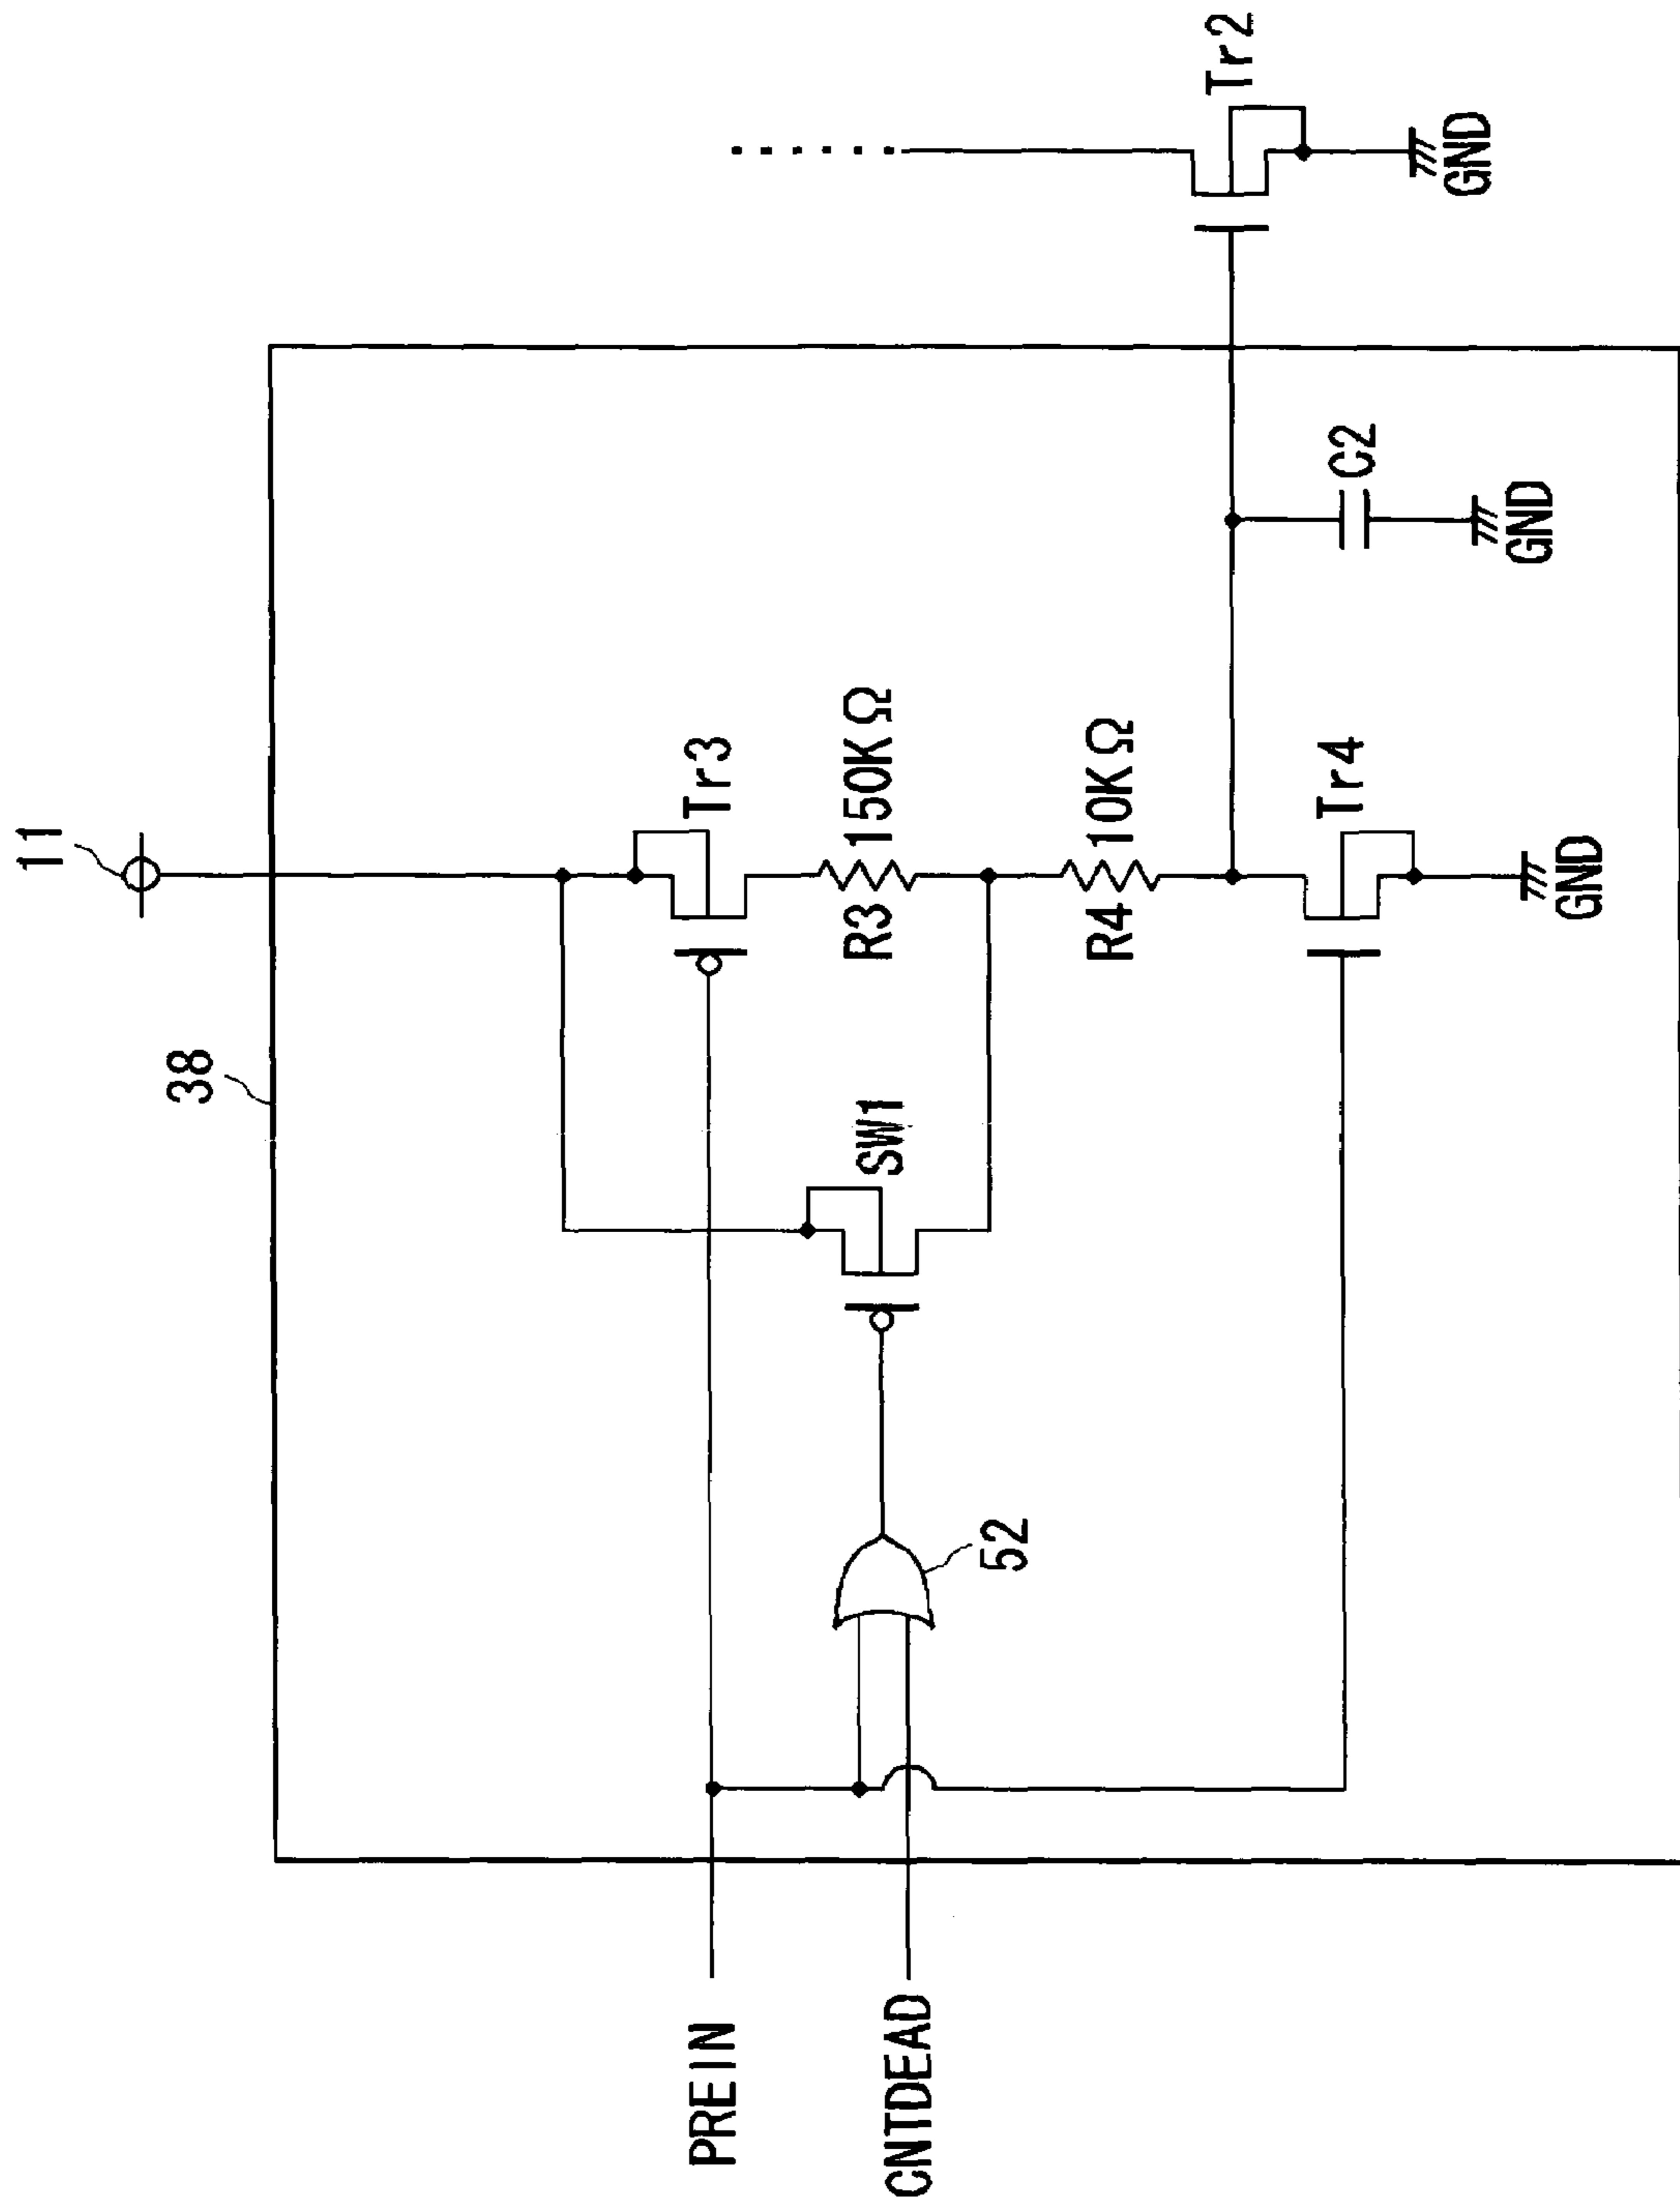 11
38
Tr2
GND
Tr3
R3 150KΩ
SW1
R4 10KΩ
C2
GND
Tr4
GND
52
PREIN
CNTDEAD